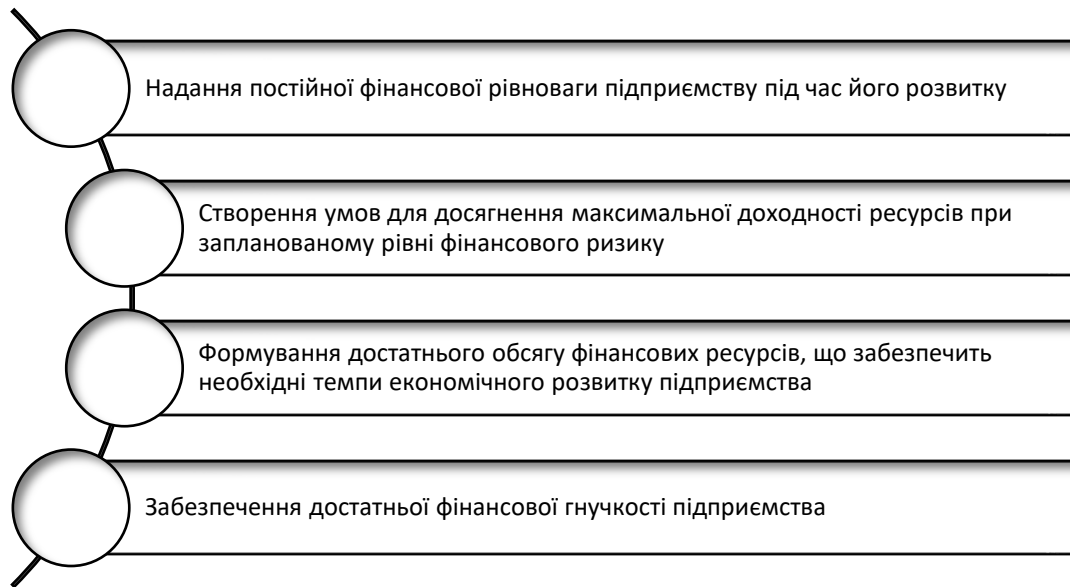 Надання постійної фінансової рівноваги підприємству під час його розвитку
Створення умов для досягнення максимальної доходності ресурсів при
запланованому рівні фінансового ризику
Формування достатнього обсягу фінансових ресурсів, що забезпечить
необхідні темпи економічного розвитку підприємства
Забезпечення достатньої фінансової гнучкості підприємства